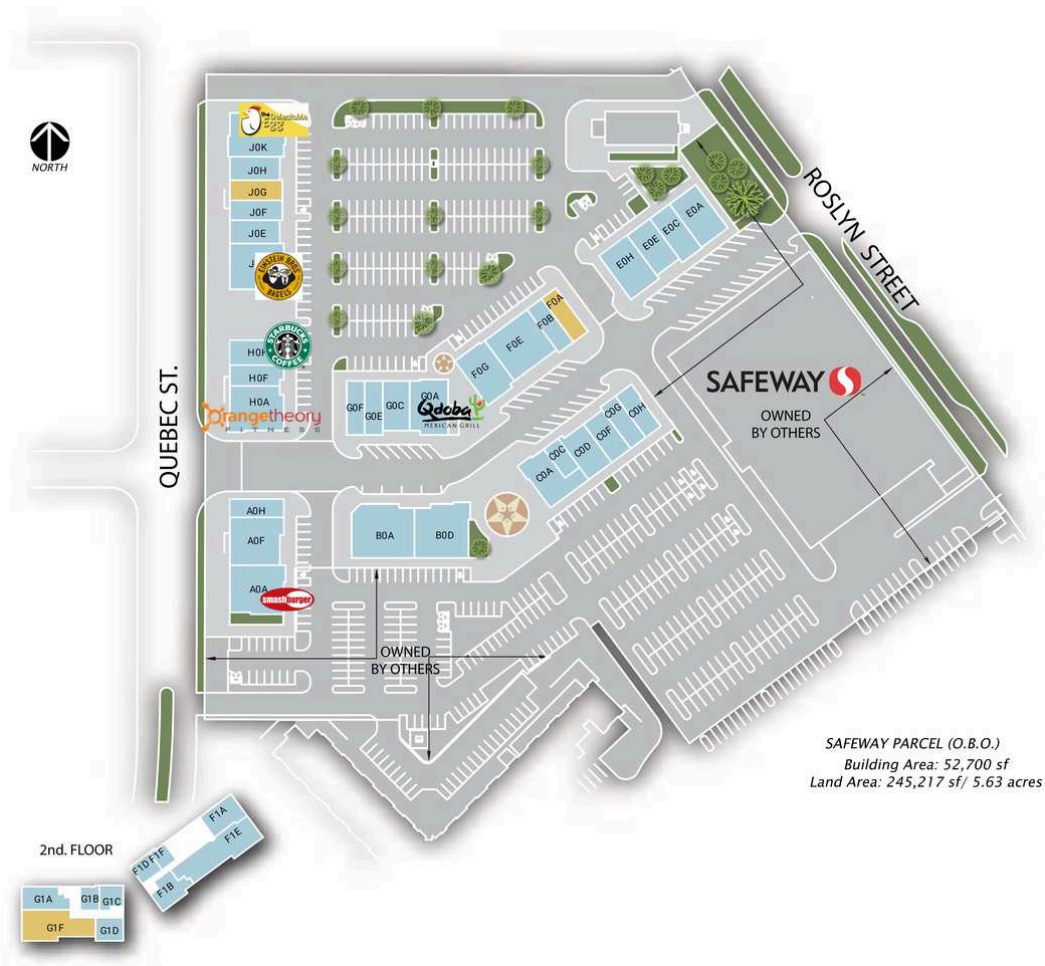 NORTH
the
Delectable
egg
J0K
J0H
J0G
J0F
J0E
EINSTEIN BROS
BAGELS
STARBUCKS
COFFEE
H0F
H0A
Orangetheory
FITNESS
QUEBEC ST.
ROSLYN STREET
E0A
E0C
E0E
E0H
F0A
F0B
F0E
F0G
G0F
G0E
G0C
G0A
Qdoba
MEXICAN GRILL
SAFEWAY
OWNED
BY OTHERS
C0G
C0H
C0F
C0D
C0C
C0A
A0H
A0F
A0A
smashburger
B0A
B0D
OWNED
BY OTHERS
SAFEWAY PARCEL (O.B.O.)
Building Area: 52,700 sf
Land Area: 245,217 sf/ 5.63 acres
2nd. FLOOR
F1A
F1E
F1F
F1D
F1B
G1A
G1B
G1C
G1F
G1D